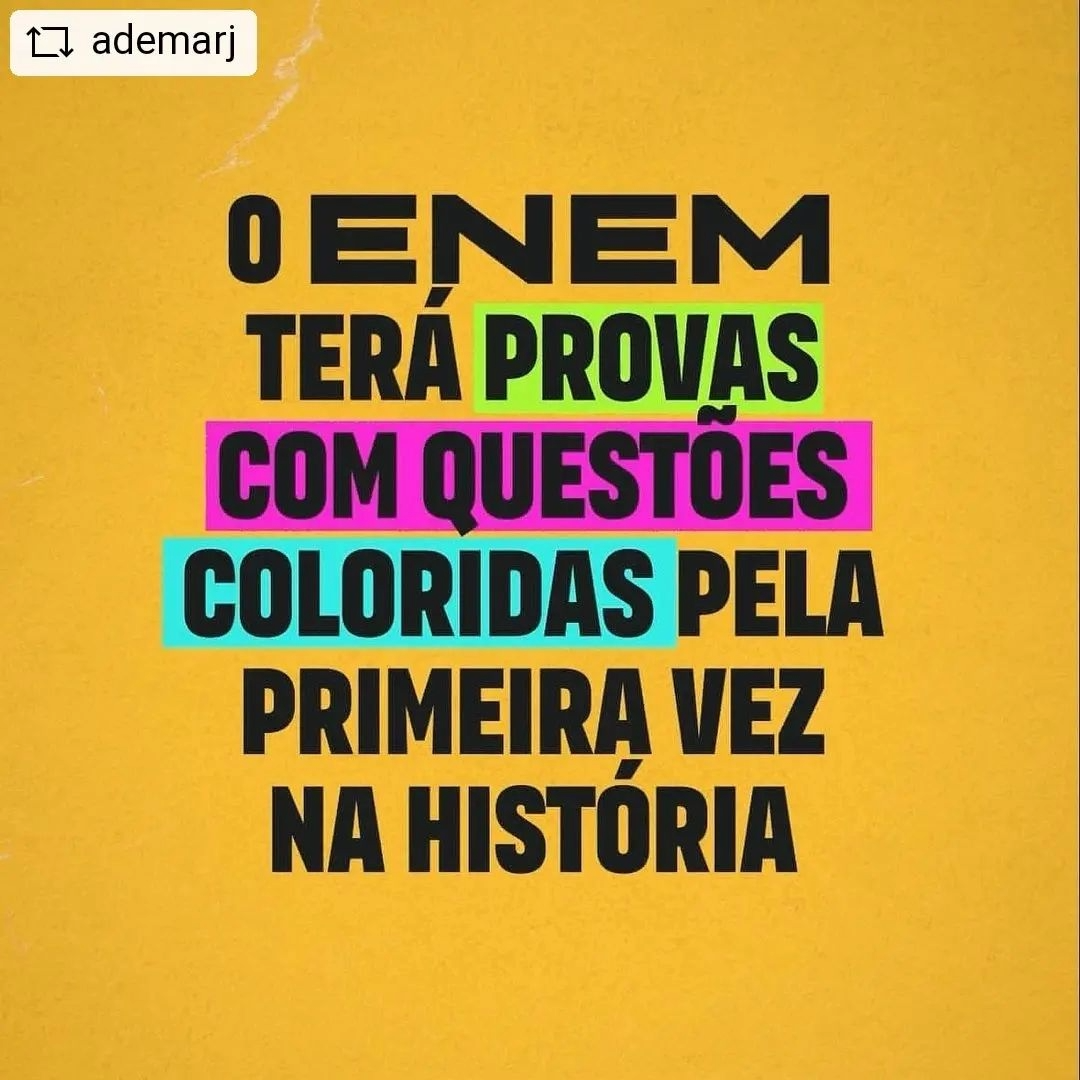 ademarj
O ENEM
TERÁ PROVAS
COM QUESTÕES
COLORIDAS PELA
PRIMEIRA VEZ
NA HISTÓRIA